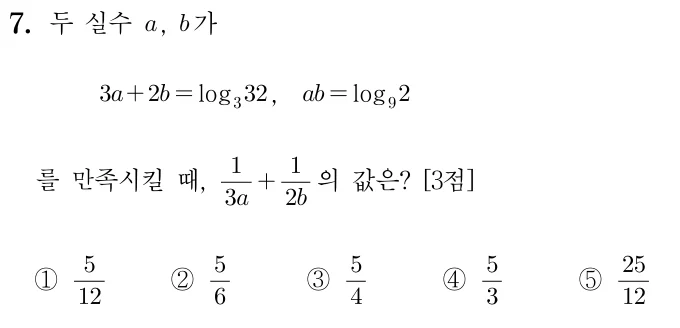 7. 두 실수 a, b가
3a+2b=log₃32, ab=log₉2
를 만족시킬 때, 1/3a + 1/2b 의 값은? [3점]
① 5/12 ② 5/6 ③ 5/4 ④ 5/3 ⑤ 25/12